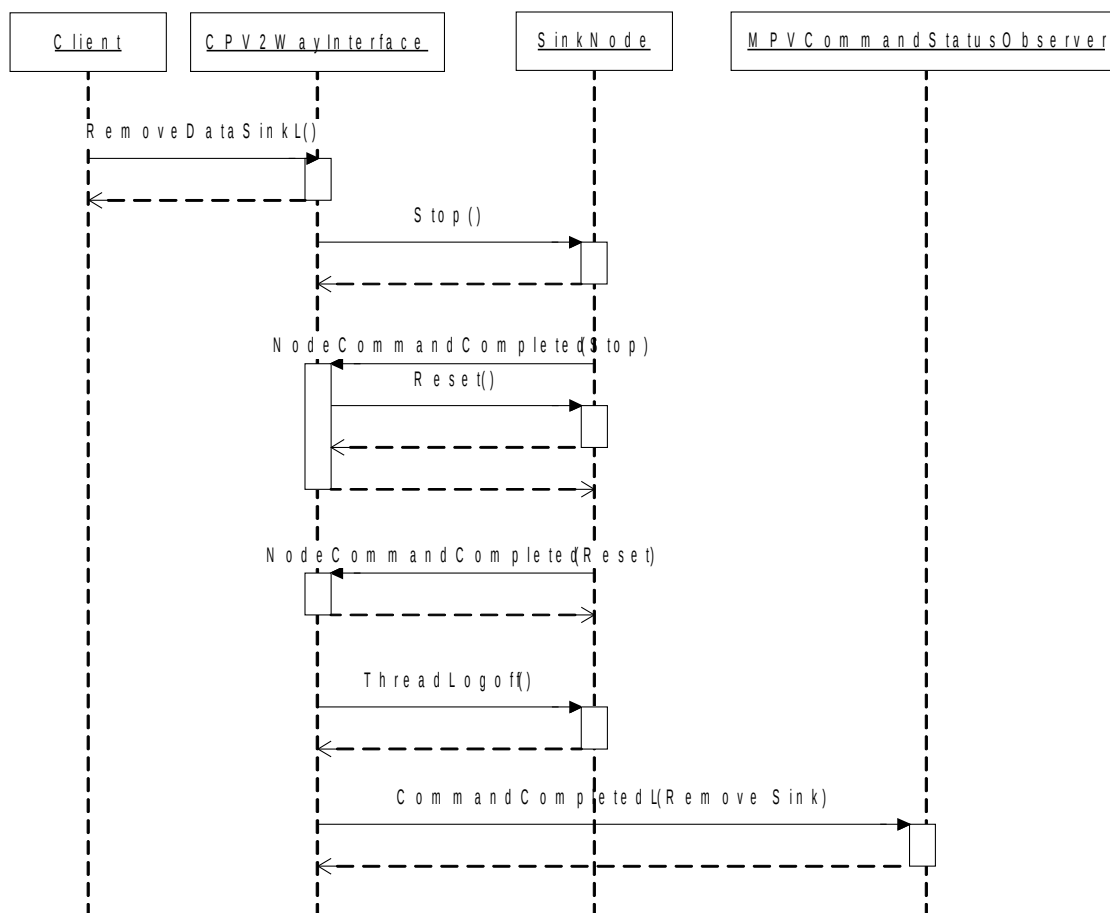 Client
CPV2WayInterface
SinkNode
MPVCommandStatusObserver
RemoveDataSinkL()
Stop()
NodeCommandCompleted(Stop)
Reset()
NodeCommandCompleted(Reset)
ThreadLogoff()
CommandCompletedL(Remove Sink)